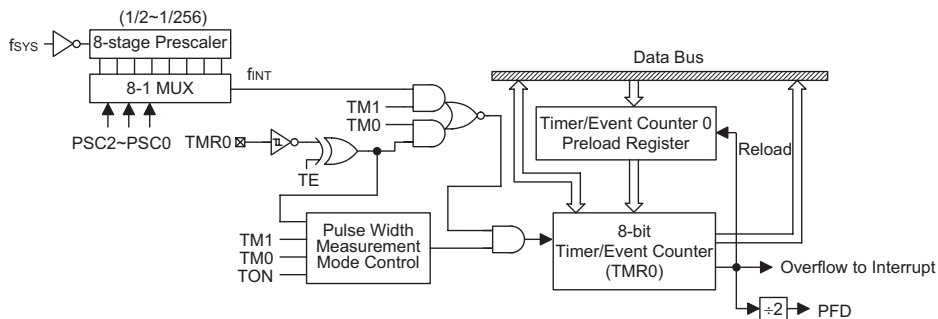 (1/2~1/256)
fSYS
8-stage Prescaler
8-1 MUX
fINT
PSC2~PSC0
TMR0
TE
TM1
TM0
TM1
TM0
TON
Pulse Width
Measurement
Mode Control
Data Bus
Timer/Event Counter 0
Preload Register
Reload
8-bit
Timer/Event Counter
(TMR0)
Overflow to Interrupt
÷2
PFD